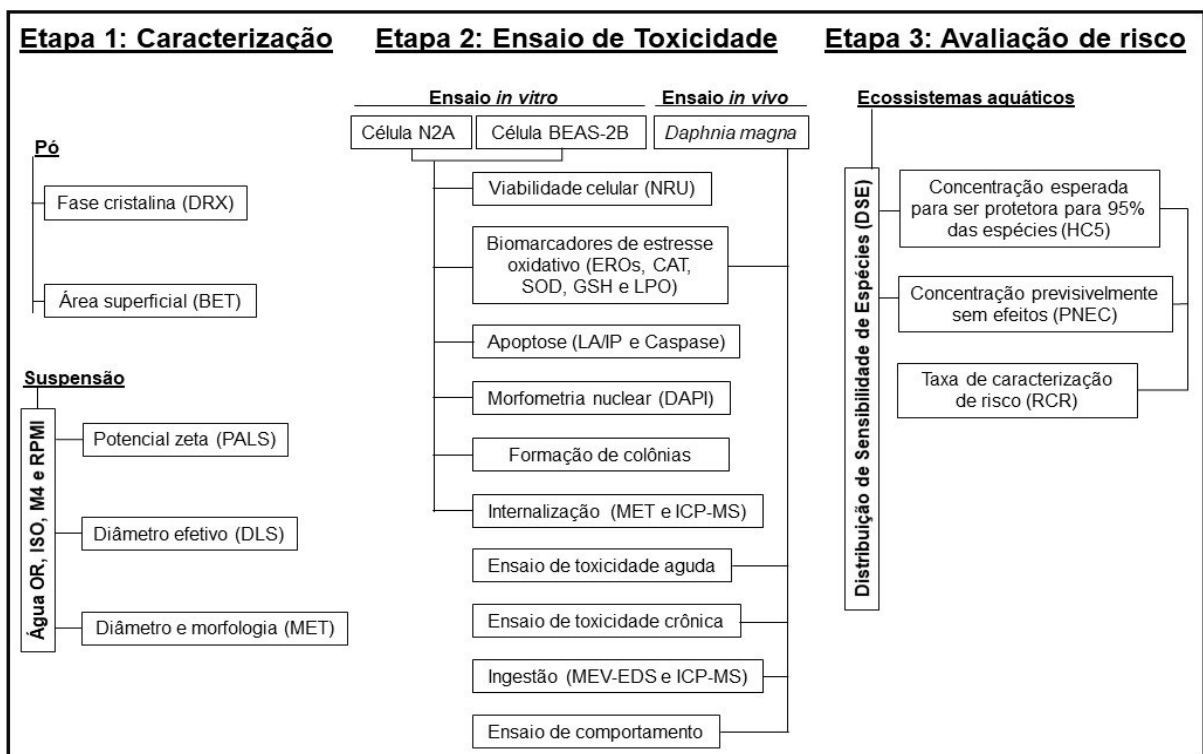 Etapa 1: Caracterização
Pó
Fase cristalina (DRX)
Área superficial (BET)
Suspensão
Água OR, ISO, M4 e RPMI
Potencial zeta (PALS)
Diâmetro efetivo (DLS)
Diâmetro e morfologia (MET)
Etapa 2: Ensaio de Toxicidade
Ensaio in vitro
Ensaio in vivo
Célula N2A
Célula BEAS-2B
Daphnia magna
Viabilidade celular (NRU)
Biomarcadores de estresse
oxidativo (EROs, CAT,
SOD, GSH e LPO)
Apoptose (LA/IP e Caspase)
Morfometria nuclear (DAPI)
Formação de colônias
Internalização (MET e ICP-MS)
Ensaio de toxicidade aguda
Ensaio de toxicidade crônica
Ingestão (MEV-EDS e ICP-MS)
Ensaio de comportamento
Etapa 3: Avaliação de risco
Ecossistemas aquáticos
Distribuição de Sensibilidade de Espécies (DSE)
Concentração esperada
para ser protetora para 95%
das espécies (HC5)
Concentração previsivelmente
sem efeitos (PNEC)
Taxa de caracterização
de risco (RCR)